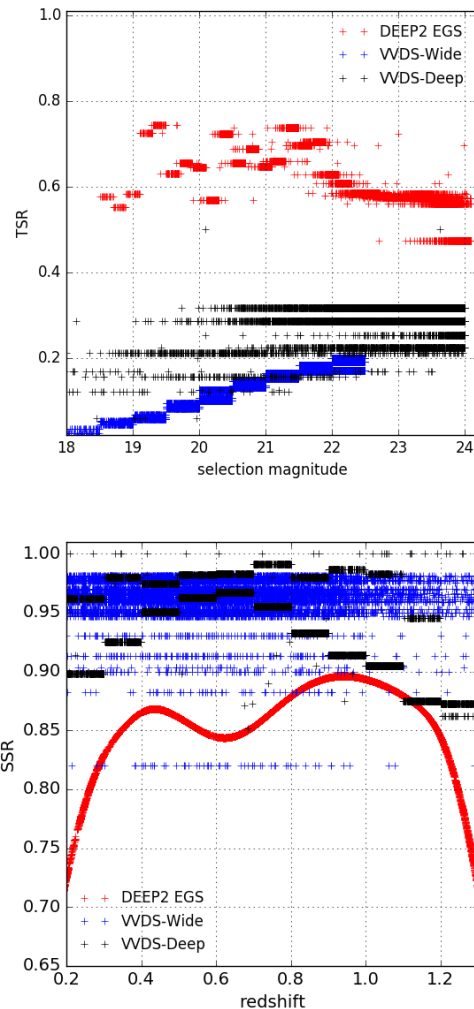 1.0
0.8
0.6
0.4
0.2
TSR
DEEP2 EGS
VVDS-Wide
VVDS-Deep
18 19 20 21 22 23 24
selection magnitude
1.00
0.95
0.90
0.85
0.80
0.75
0.70
0.65
SSR
DEEP2 EGS
VVDS-Wide
VVDS-Deep
0.2 0.4 0.6 0.8 1.0 1.2
redshift